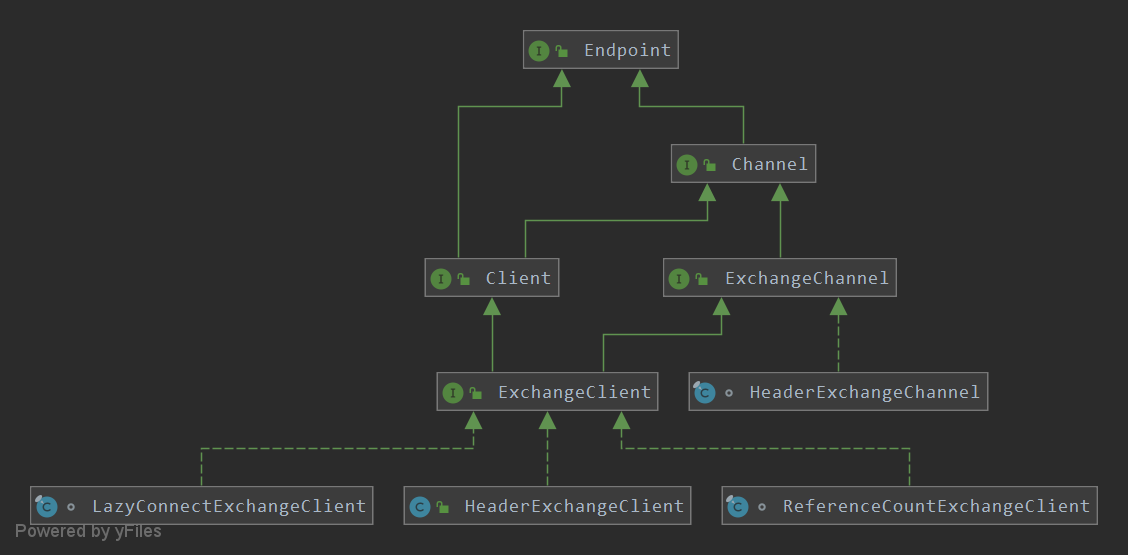 I Endpoint
I Channel
I Client
I ExchangeChannel
I ExchangeClient
C HeaderExchangeChannel
C LazyConnectExchangeClient
C HeaderExchangeClient
C ReferenceCountExchangeClient
Powered by yFiles